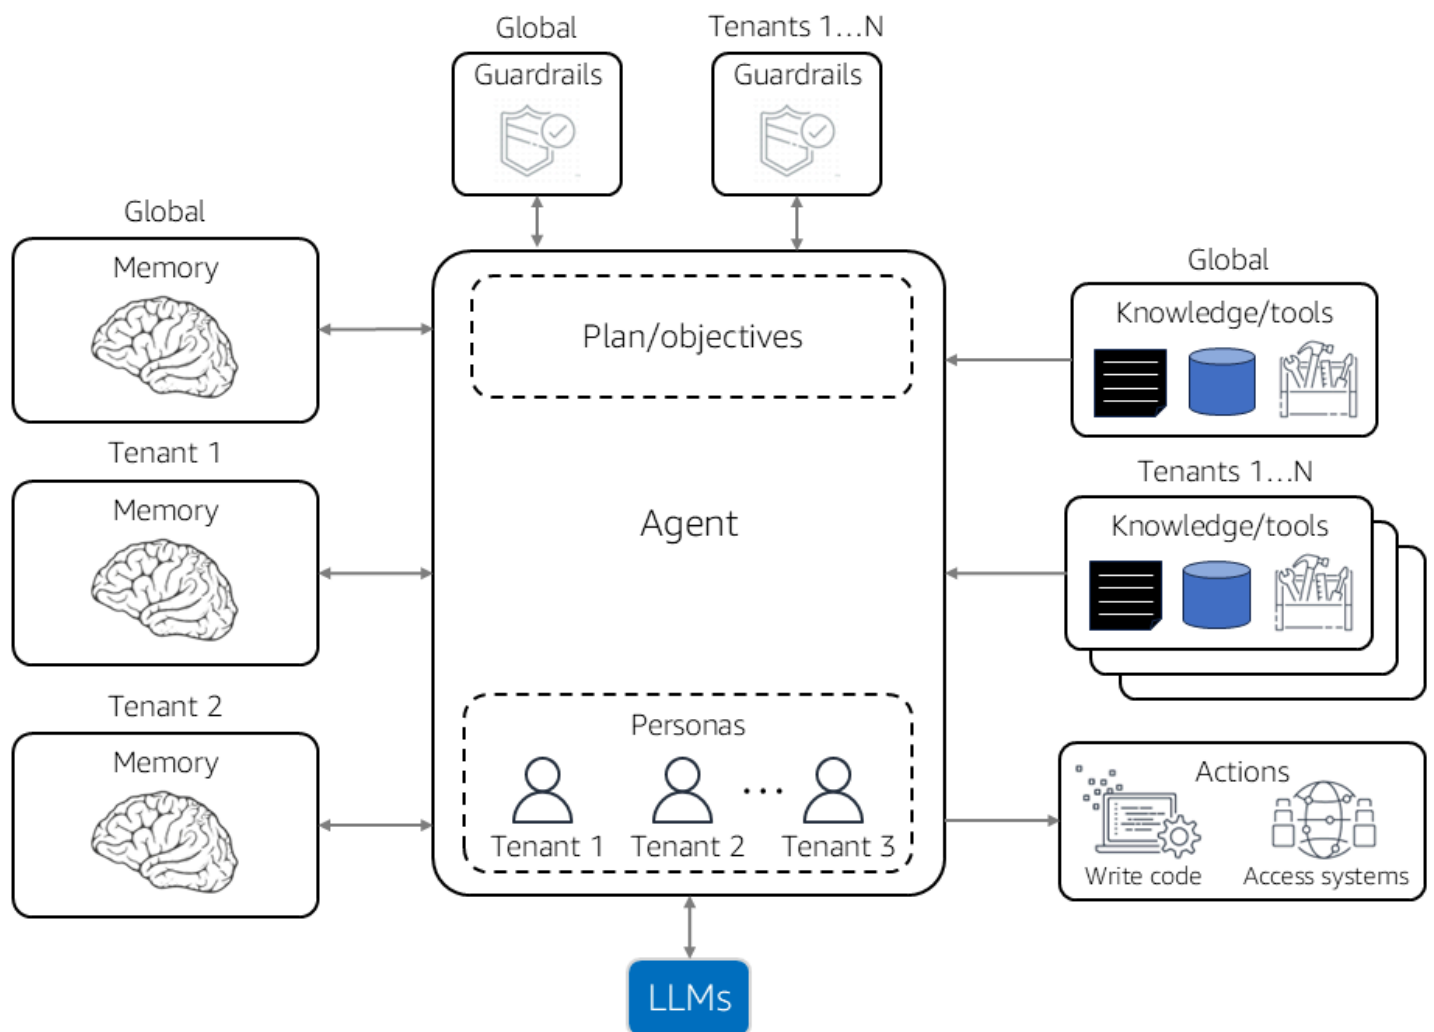 Global
Tenants 1...N
Guardrails
Guardrails
Global
Memory
Global
Knowledge/tools
Plan/objectives
Tenant 1
Memory
Tenants 1...N
Knowledge/tools
Agent
Tenant 2
Memory
Personas
...
Tenant 1
Tenant 2
Tenant 3
Actions
Write code
Access systems
LLMs